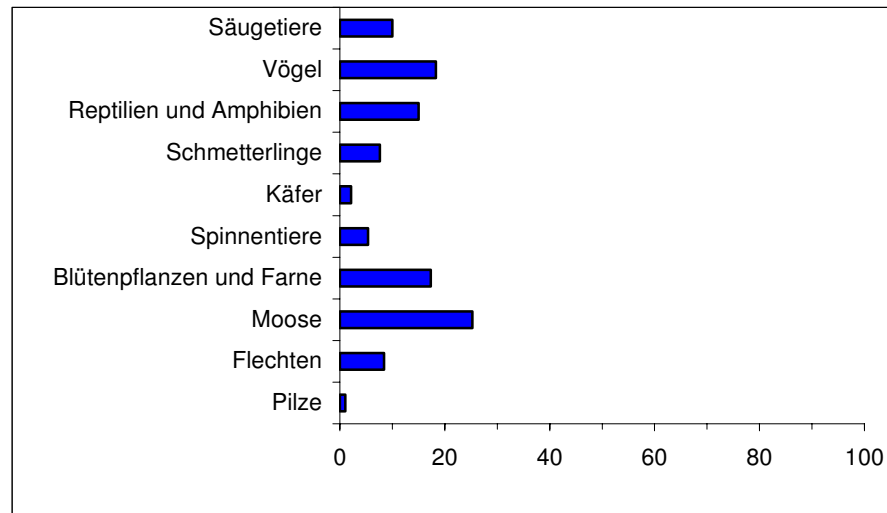 Säugetiere
Vögel
Reptilien und Amphibien
Schmetterlinge
Käfer
Spinnentiere
Blütenpflanzen und Farne
Moose
Flechten
Pilze
0 20 40 60 80 100